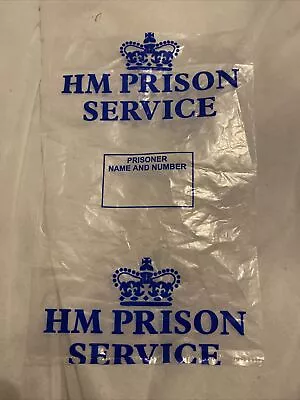 HM PRISON
SERVICE
PRISONER
NAME AND NUMBER
HM PRISON
SERVICE